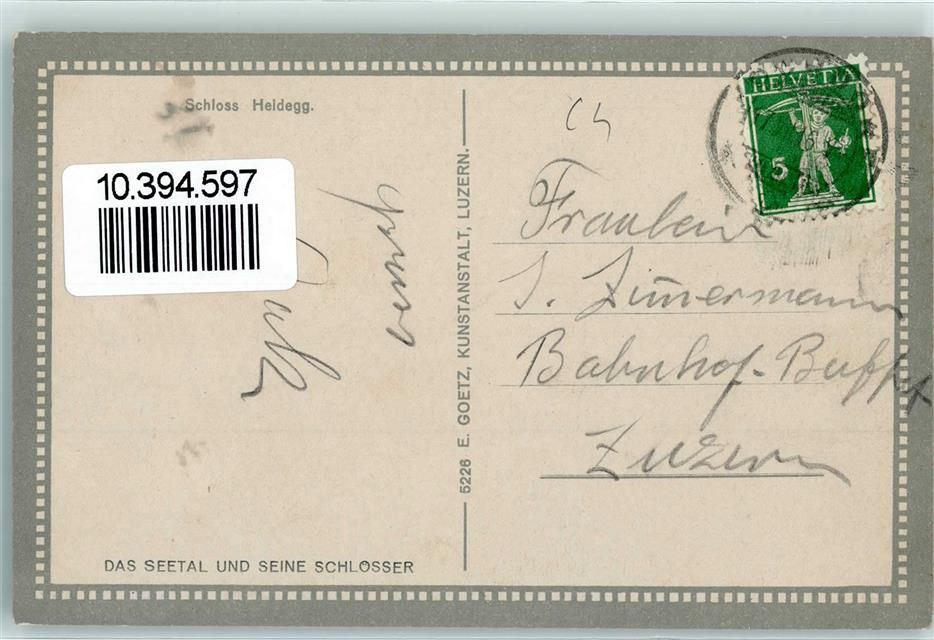 Schloss Heidegg.
10.394.597
HELVETIA
5
Ch
Fraulein
S. Zimmermann
Bahnhof-Buffet
Luzern
5226 E. GOETZ, KUNSTANSTALT, LUZERN.
DAS SEETAL UND SEINE SCHLÖSSER